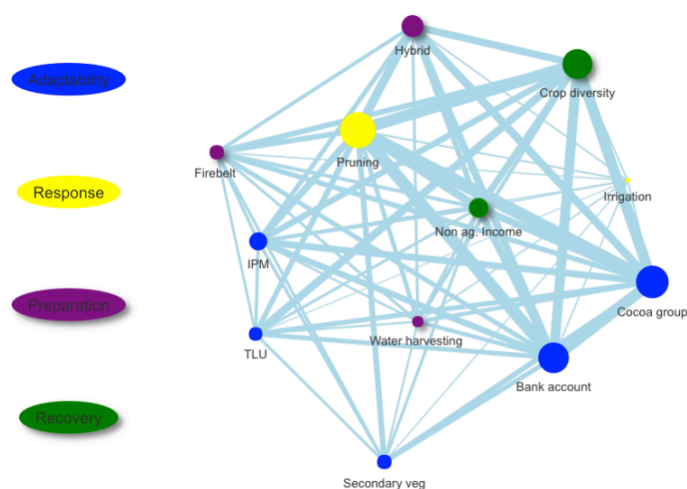 Adaptability
Response
Preparation
Recovery
Hybrid
Crop diversity
Pruning
Firebelt
Irrigation
Non ag. Income
IPM
Cocoa group
Water harvesting
TLU
Bank account
Secondary veg